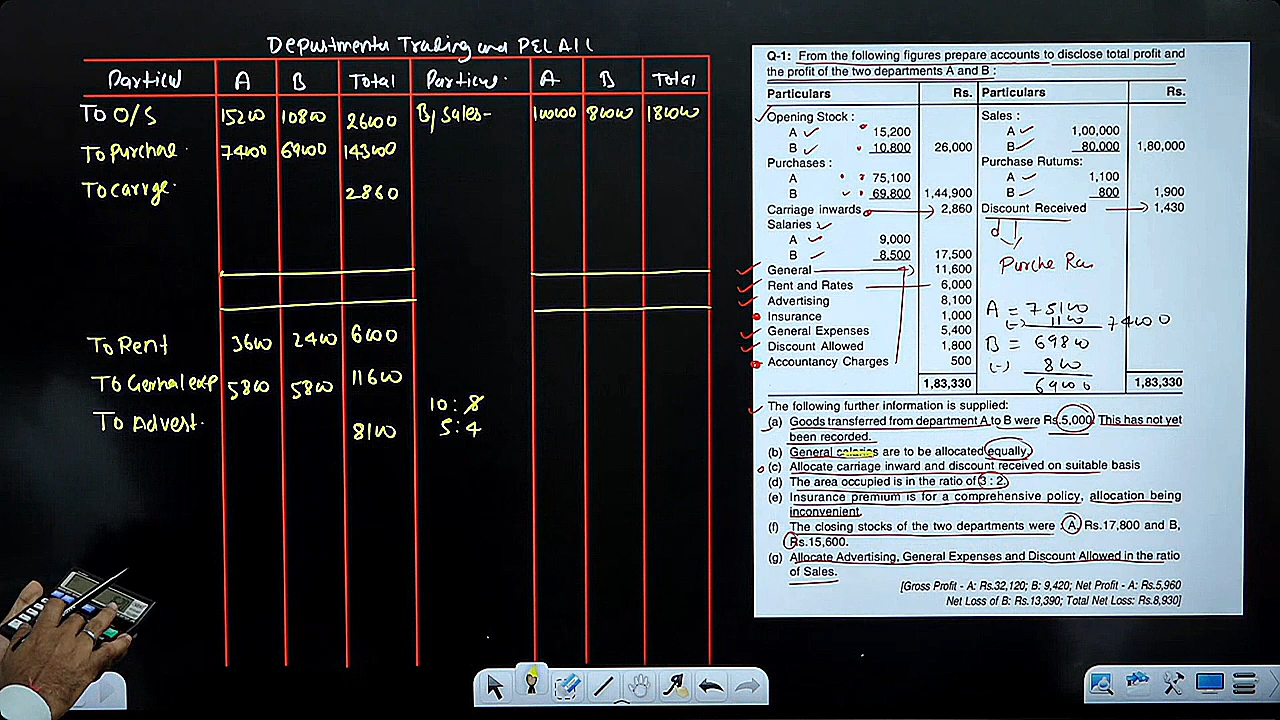 Departmental Trading and P&L A/C
Particul A B Total Particu. A B Total
To O/S 15200 10800 26000 By Sales- 100000 80000 180000
To Purchase. 74000 69000 143000
To Carrge. 2860
To Rent 3600 2400 6000
To Gernal exp 5800 5800 11600
To Advest. 8100
10 : 8
5 : 4
Q-1: From the following figures prepare accounts to disclose total profit and
the profit of the two departments A and B :
Particulars Rs. Particulars Rs.
Opening Stock : Sales :
A 15,200 A 1,00,000
B 10.800 26,000 B 80,000 1,80,000
Purchases : Purchase Ruturns:
A 75,100 A 1,100
B 69.800 1,44,900 B 800 1,900
Carriage inwards 2,860 Discount Received 1,430
Salaries :
A 9,000
B 8,500 17,500
General 11,600
Rent and Rates 6,000
Advertising 8,100
Insurance 1,000
General Expenses 5,400
Discount Allowed 1,800
Accountancy Charges 500
1,83,330 1,83,330
Purche Ra.
A = 75100
(-) 1100 74000
B = 69800
(-) 800
69000
The following further information is supplied:
(a) Goods transferred from department A to B were Rs.5,000. This has not yet
been recorded.
(b) General salaries are to be allocated equally.
(c) Allocate carriage inward and discount received on suitable basis
(d) The area occupied is in the ratio of 3 : 2.
(e) Insurance premium is for a comprehensive policy, allocation being
inconvenient.
(f) The closing stocks of the two departments were : A, Rs.17,800 and B,
Rs.15,600.
(g) Allocate Advertising, General Expenses and Discount Allowed in the ratio
of Sales.
[Gross Profit - A: Rs.32,120; B: 9,420; Net Profit - A: Rs.5,960
Net Loss of B: Rs.13,390; Total Net Loss: Rs.8,930]